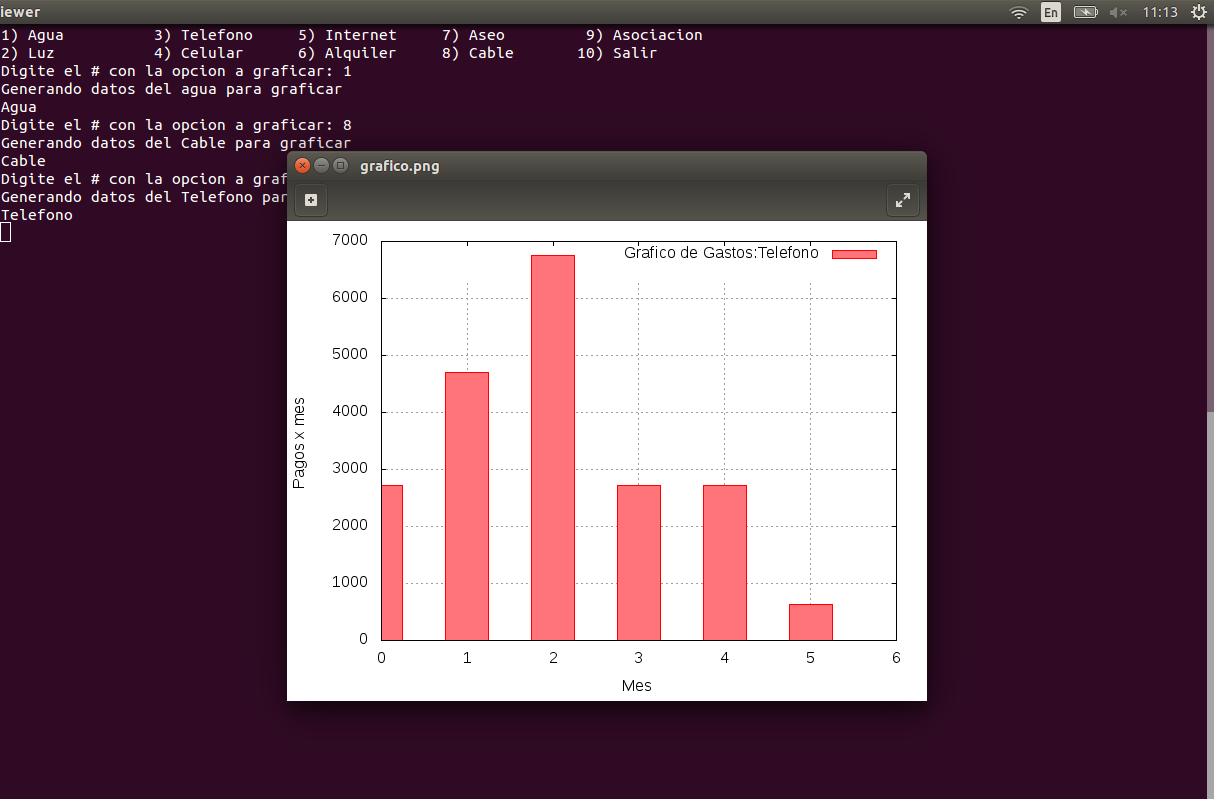 iewer
En
11:13
1) Agua 3) Telefono 5) Internet 7) Aseo 9) Asociacion
2) Luz 4) Celular 6) Alquiler 8) Cable 10) Salir
Digite el # con la opcion a graficar: 1
Generando datos del agua para graficar
Agua
Digite el # con la opcion a graficar: 8
Generando datos del Cable para graficar
Cable
Digite el # con la opcion a graf
Generando datos del Telefono par
Telefono
grafico.png
Grafico de Gastos:Telefono
7000
6000
5000
4000
3000
2000
1000
0
Pagos x mes
0 1 2 3 4 5 6
Mes